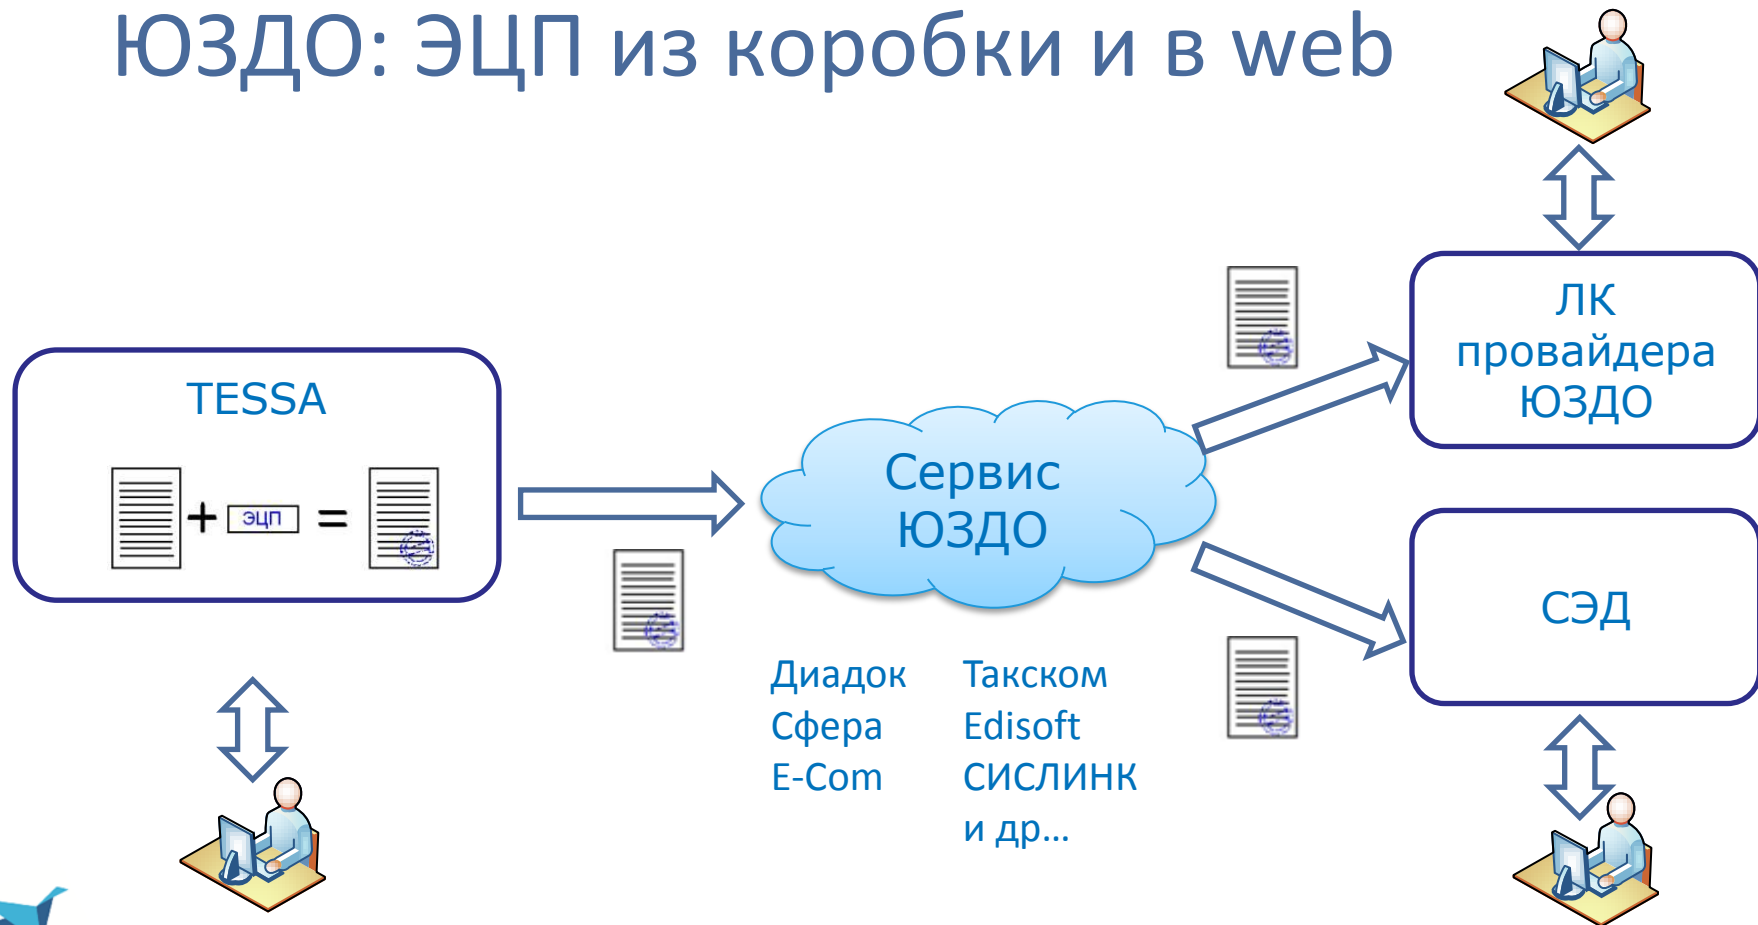 ЮЗДО: ЭЦП из коробки и в web
TESSA
+ ЭЦП =
Сервис
ЮЗДО
Диадок
Сфера
E-Com
Такском
Edisoft
СИСЛИНК
и др...
ЛК
провайдера
ЮЗДО
СЭД